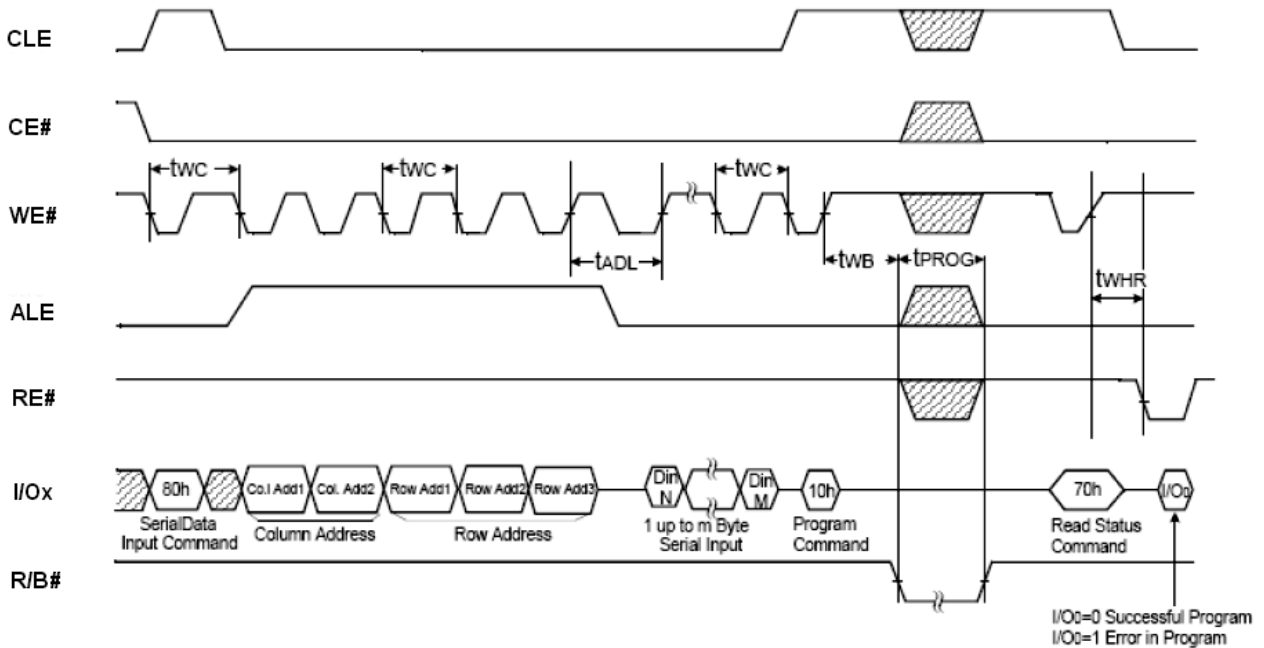 CLE
CE#
tWC
tWC
tWC
WE#
tADL
tWB
tPROG
tWHR
ALE
RE#
I/Ox
80h
Co.l Add1
Col. Add2
Row Add1
Row Add2
Row Add3
Din
N
Din
M
10h
70h
I/O0
SerialData
Input Command
Column Address
Row Address
1 up to m Byte
Serial Input
Program
Command
Read Status
Command
R/B#
I/O0=0 Successful Program
I/O0=1 Error in Program